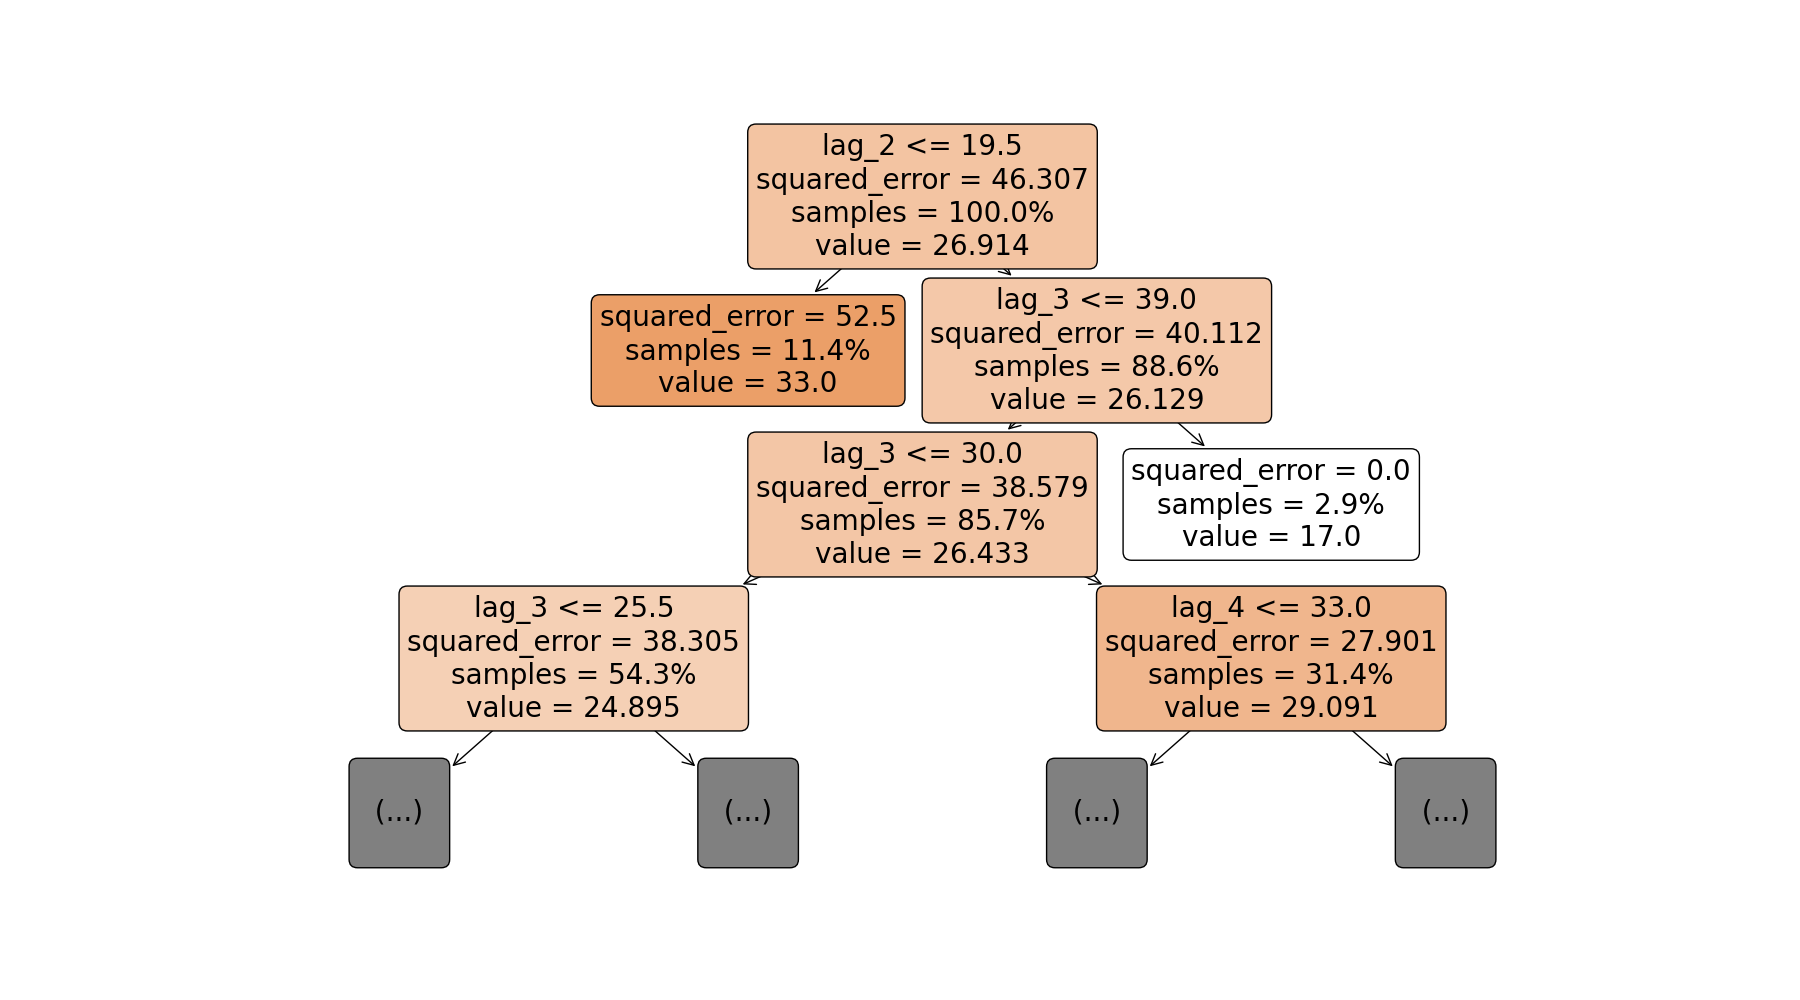 lag_2 <= 19.5
squared_error = 46.307
samples = 100.0%
value = 26.914
squared_error = 52.5
samples = 11.4%
value = 33.0
lag_3 <= 39.0
squared_error = 40.112
samples = 88.6%
value = 26.129
lag_3 <= 30.0
squared_error = 38.579
samples = 85.7%
value = 26.433
squared_error = 0.0
samples = 2.9%
value = 17.0
lag_3 <= 25.5
squared_error = 38.305
samples = 54.3%
value = 24.895
lag_4 <= 33.0
squared_error = 27.901
samples = 31.4%
value = 29.091
(...)
(...)
(...)
(...)